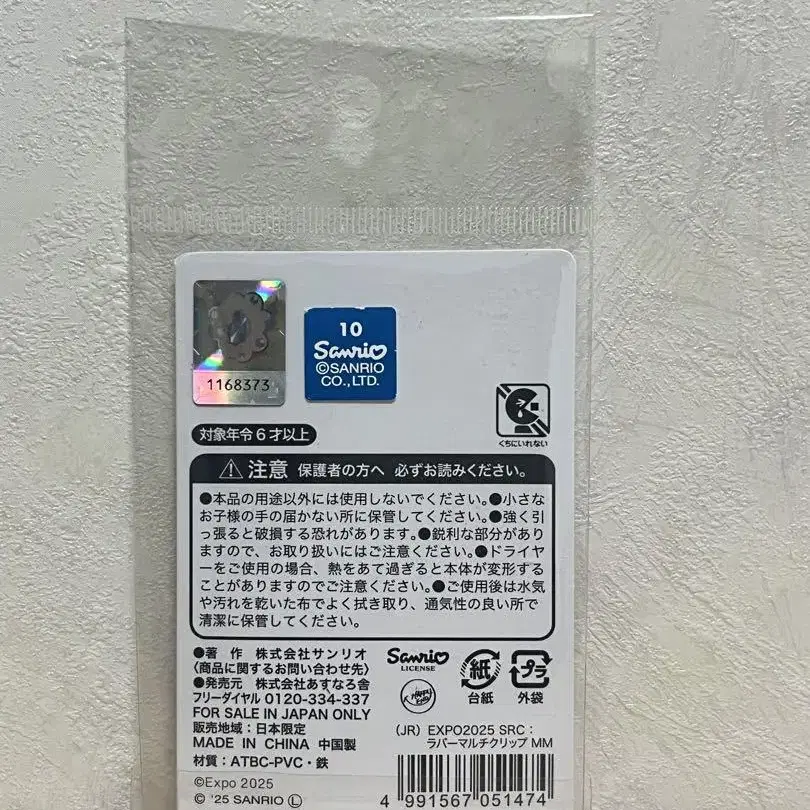 1168373
10
Sanrio
©SANRIO
CO.,LTD.
くちにいれない
対象年令6才以上
注意 保護者の方へ 必ずお読みください。
●本品の用途以外には使用しないでください。●小さな
お子様の手の届かない所に保管してください。●強く引
っ張ると破損する恐れがあります。●鋭利な部分があり
ますので、お取り扱いにはご注意ください。●ドライヤ
ーをご使用の場合、熱をあて過ぎると本体が変形する
ことがありますのでご注意ください。●ご使用後は水気
や汚れを乾いた布でよく拭き取り、通気性の良い所で
清潔に保管してください。
●著 作 株式会社サンリオ
〈商品に関するお問い合わせ先〉
●発売元 株式会社あすなろ舎
フリーダイヤル 0120-334-337
FOR SALE IN JAPAN ONLY
販売地域：日本限定
MADE IN CHINA 中国製
材質：ATBC-PVC・鉄
©Expo 2025
© '25 SANRIO Ⓛ
Sanrio
LICENSE
紙
台紙
プラ
外袋
(JR) EXPO2025 SRC：
ラバーマルチクリップ MM
4 991567 051474